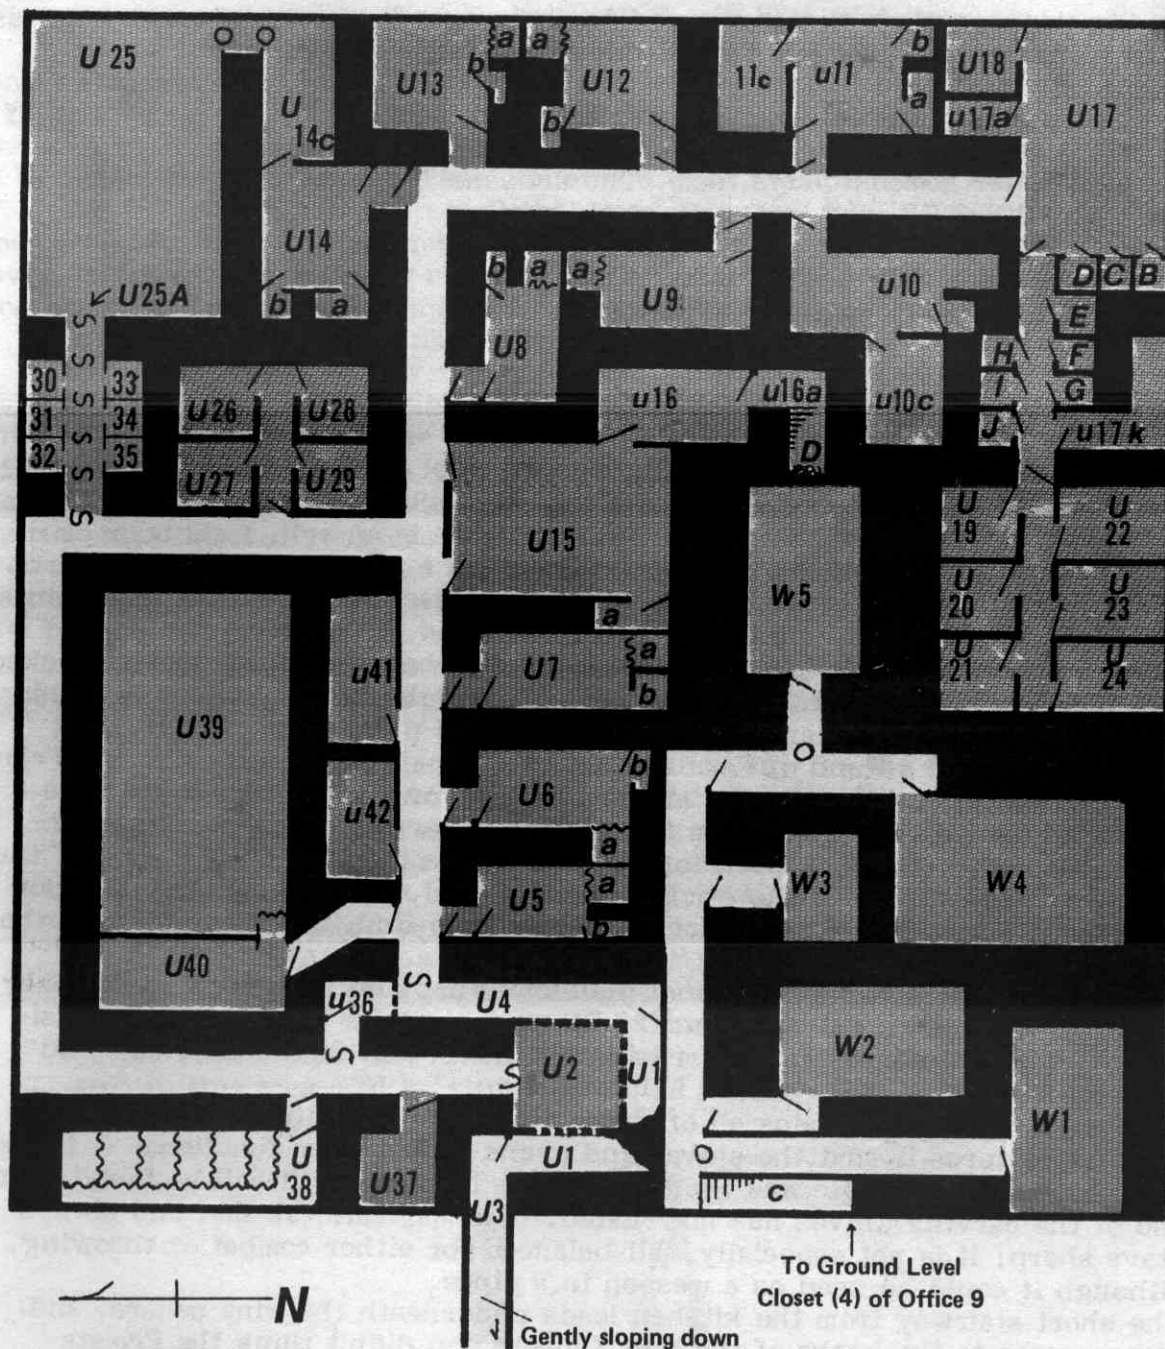 U 25
U
14c
U13
a
b
a
U12
b
11c
u11
b
a
U18
u17a
U17
U14
b
a
U25A
S
b
a
a
U9
U8
u10
D
C
B
E
H
F
I
G
J
u17k
30
33
31
34
32
35
S
S
S
S
S
U26
U28
U27
U29
u16
u16a
u10c
D
U15
a
W5
U
19
U
22
U
20
U
23
U
21
U
24
u41
U7
a
b
U39
O
u42
U6
b
a
U5
a
b
W3
W4
U40
S
u36
U4
S
S
U2
U1
W2
W1
U
38
U37
U1
U3
O
C
To Ground Level
Closet (4) of Office 9
N
Gently sloping down